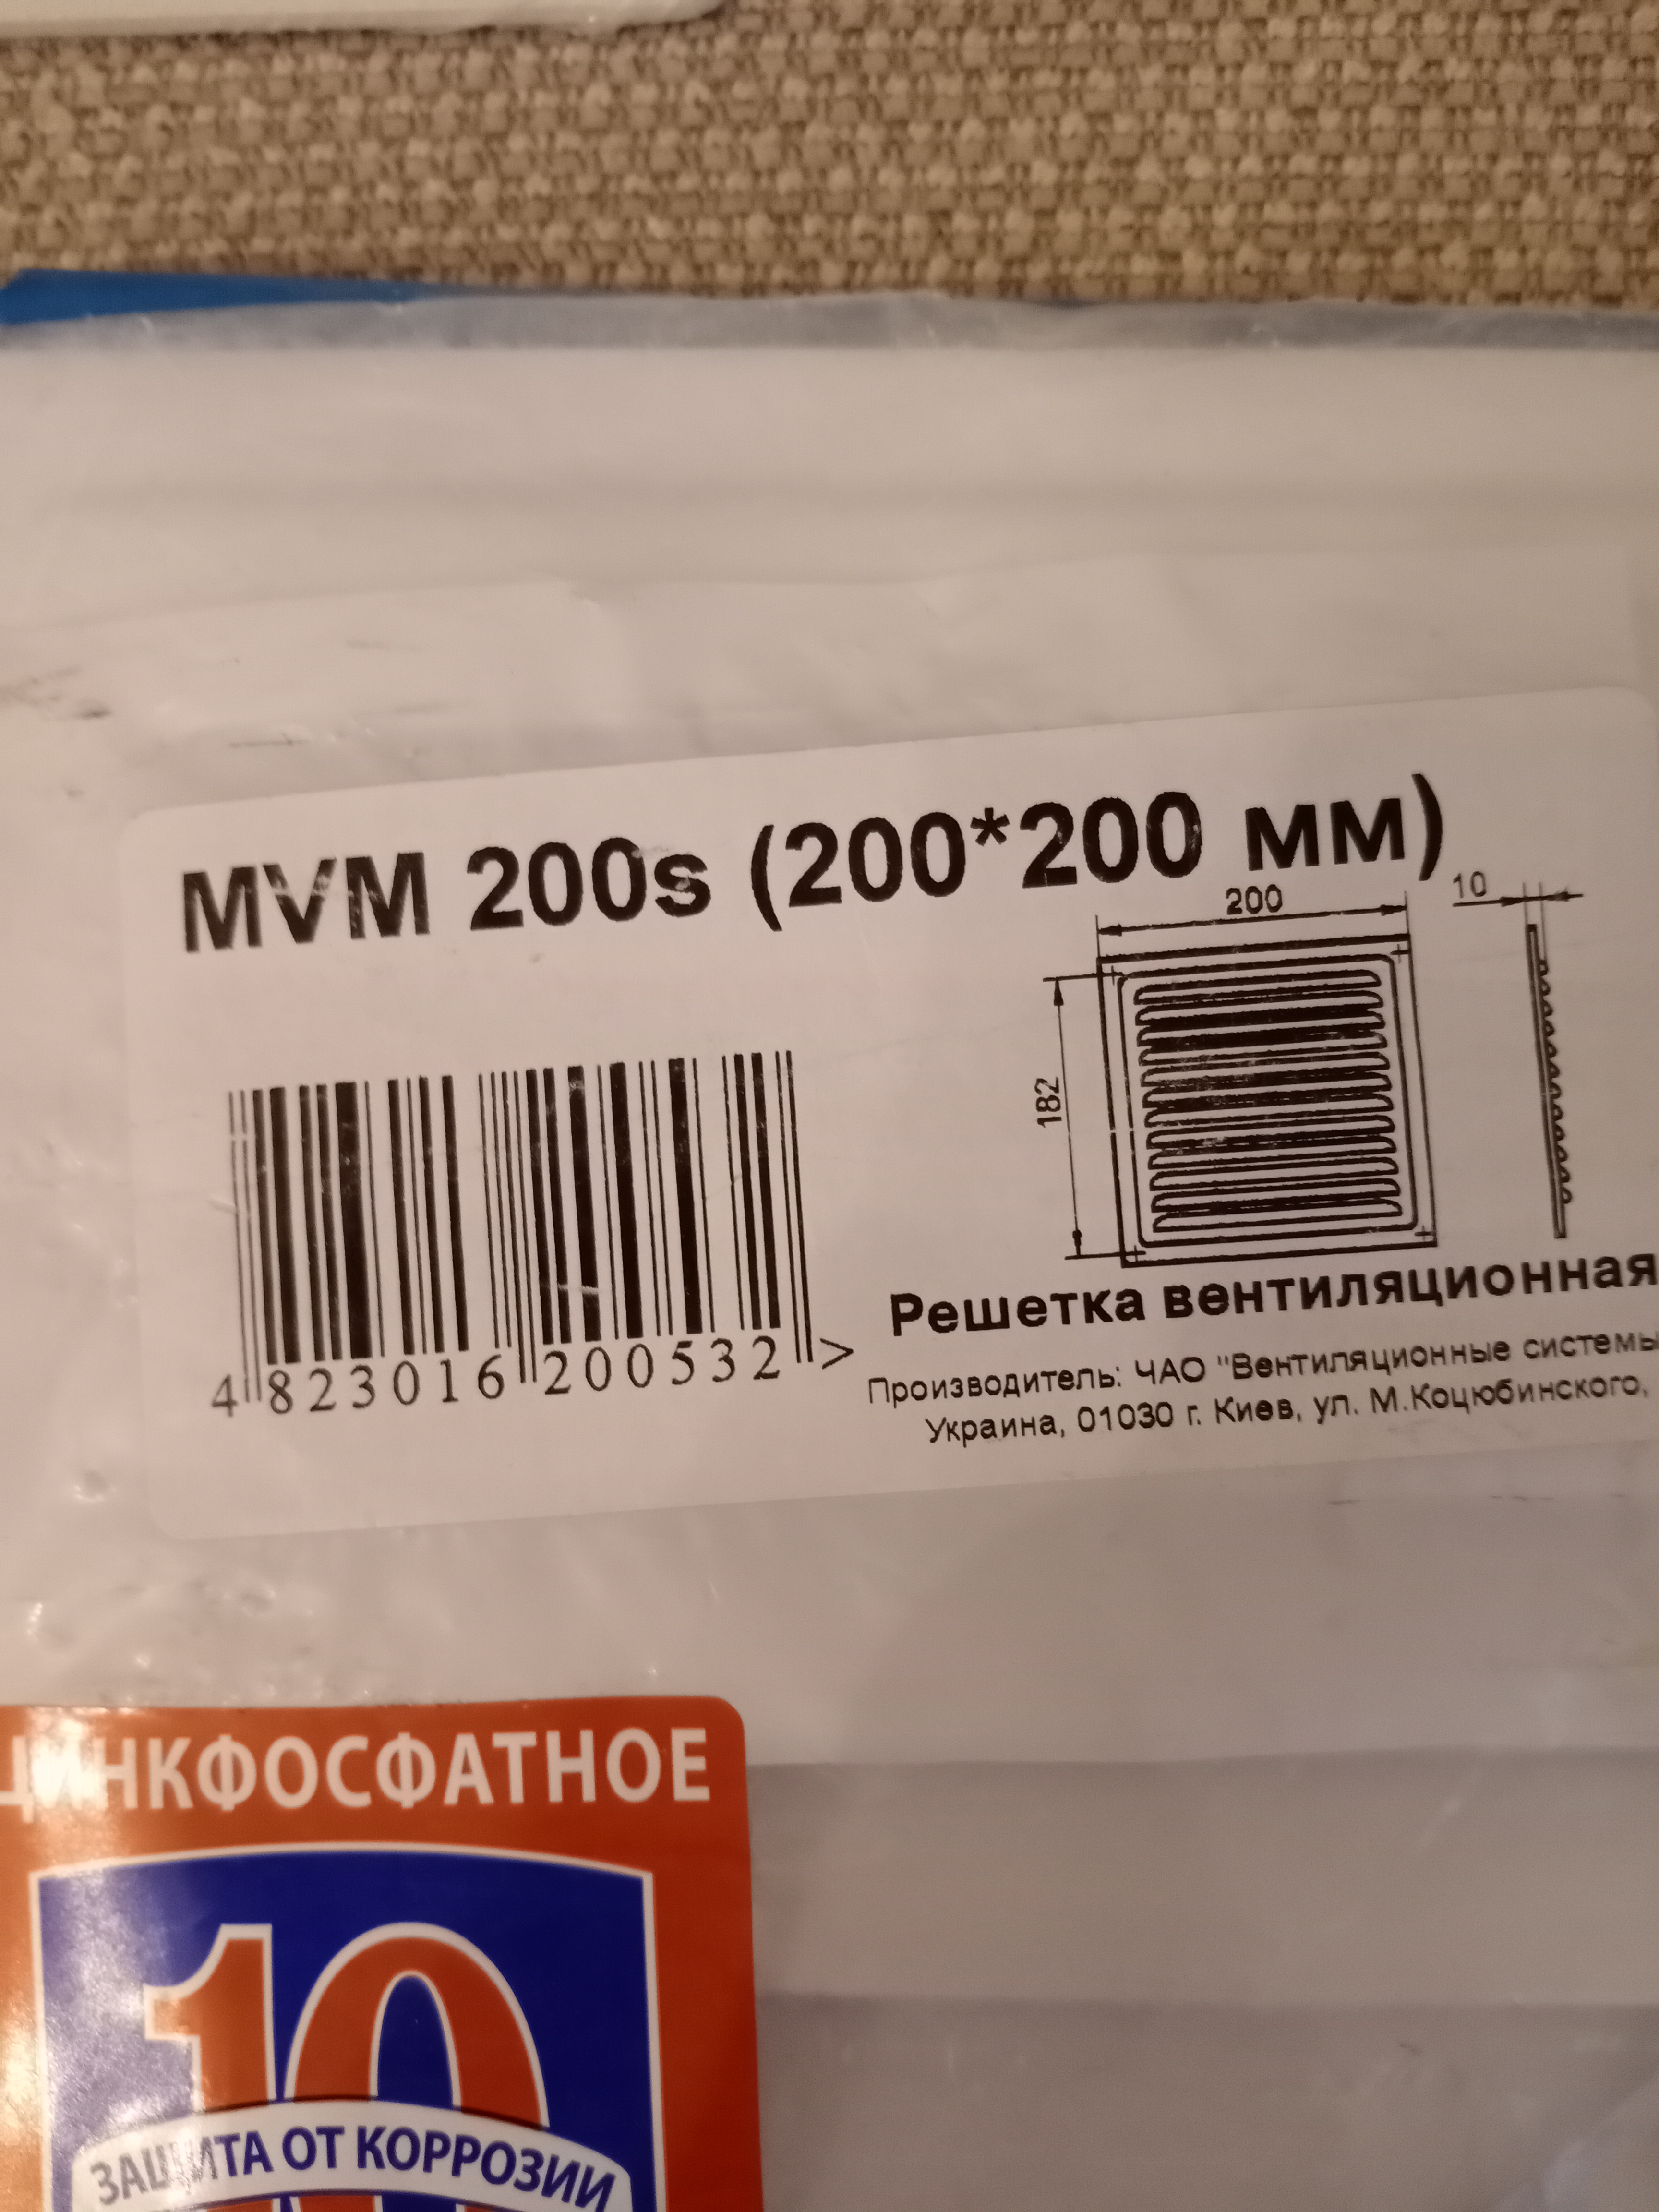 MVM 200s (200*200 мм)
200
10
182
4 823016 200532 >
Решетка вентиляционная
Производитель: ЧАО "Вентиляционные системы
Украина, 01030 г. Киев, ул. М.Коцюбинского,
ЦИНКФОСФАТНОЕ
10
ЗАЩИТА ОТ КОРРОЗИИ